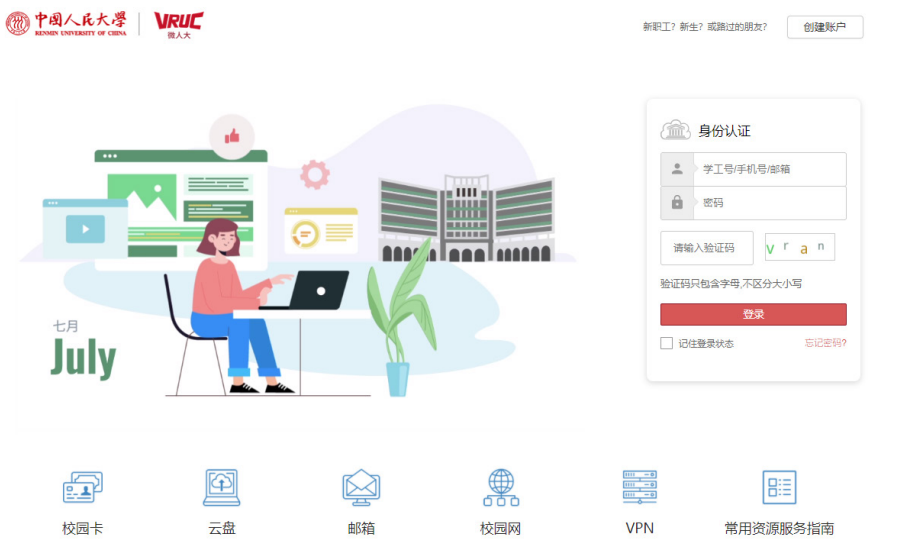 中国人民大学
RENMIN UNIVERSITY OF CHINA
VRUC
微人大
新职工? 新生? 或路过的朋友?
创建账户
身份认证
学工号/手机号/邮箱
密码
请输入验证码
v r a n
验证码只包含字母,不区分大小写
登录
记住登录状态
忘记密码?
七月
July
校园卡
云盘
邮箱
校园网
VPN
常用资源服务指南